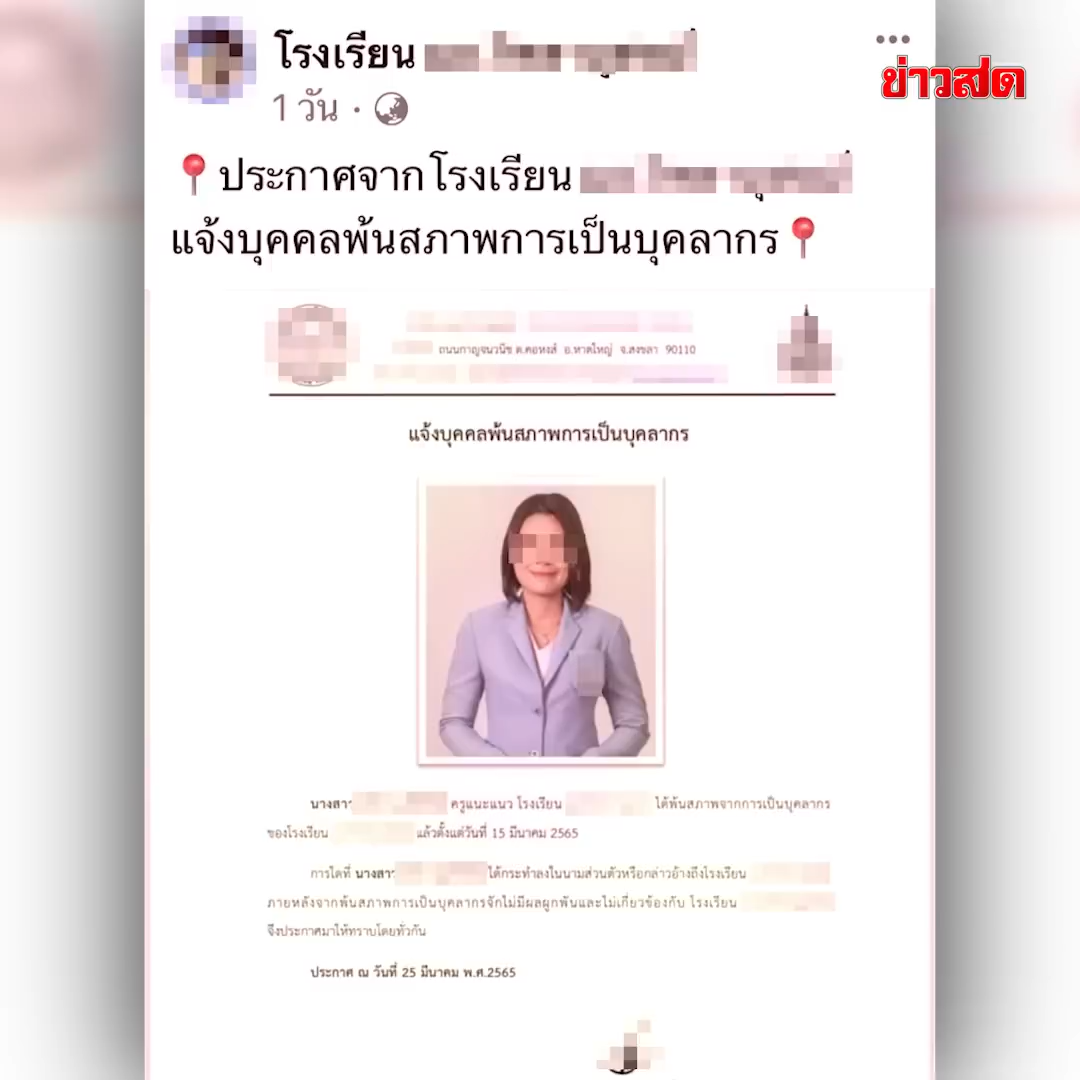 โรงเรียน
1 วัน
ข่าวสด
ประกาศจากโรงเรียน
แจ้งบุคคลพ้นสภาพการเป็นบุคลากร
ถนนกาญจนวนิช ต.คอหงส์ อ.หาดใหญ่ จ.สงขลา 90110
แจ้งบุคคลพ้นสภาพการเป็นบุคลากร
นางสาว ครูแนะแนว โรงเรียน ได้พ้นสภาพจากการเป็นบุคลากร
ของโรงเรียน แล้วตั้งแต่วันที่ 15 มีนาคม 2565
การใดที่ นางสาว ได้กระทำลงในนามส่วนตัวหรือกล่าวอ้างถึงโรงเรียน
ภายหลังจากพ้นสภาพการเป็นบุคลากรจักไม่มีผลผูกพันและไม่เกี่ยวข้องกับ โรงเรียน
จึงประกาศมาให้ทราบโดยทั่วกัน
ประกาศ ณ วันที่ 25 มีนาคม พ.ศ.2565